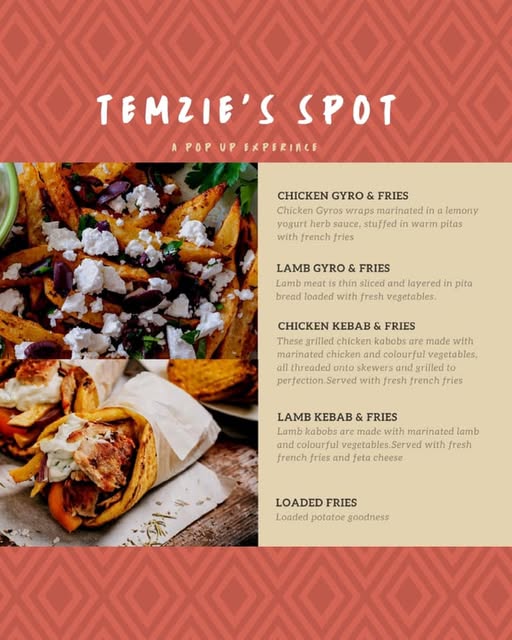 TEMZIE'S SPOT
A POP UP EXPERINCE
CHICKEN GYRO & FRIES
Chicken Gyros wraps marinated in a lemony
yogurt herb sauce, stuffed in warm pitas
with french fries
LAMB GYRO & FRIES
Lamb meat is thin sliced and layered in pita
bread loaded with fresh vegetables.
CHICKEN KEBAB & FRIES
These grilled chicken kabobs are made with
marinated chicken and colourful vegetables,
all threaded onto skewers and grilled to
perfection.Served with fresh french fries
LAMB KEBAB & FRIES
Lamb kabobs are made with marinated lamb
and colourful vegetables.Served with fresh
french fries and feta cheese
LOADED FRIES
Loaded potatoe goodness